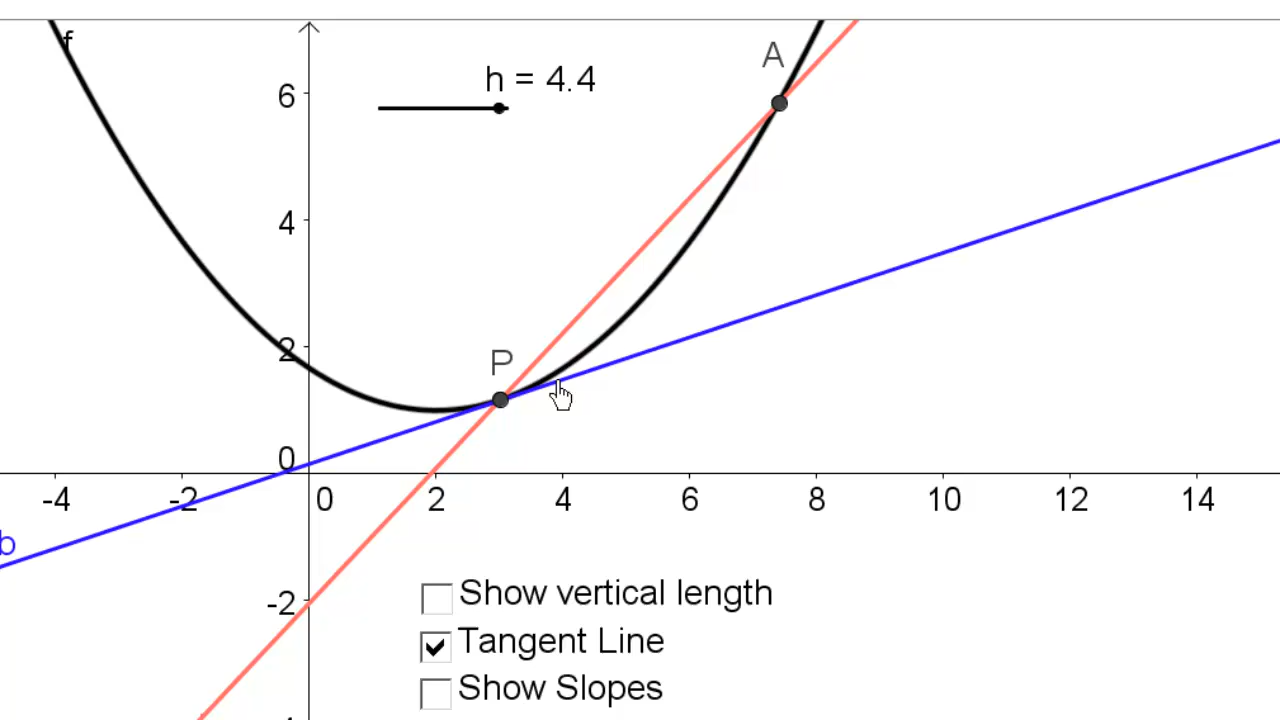 f
h = 4.4
A
6
4
2
P
0
-4 -2 0 2 4 6 8 10 12 14
b
-2
Show vertical length
Tangent Line
Show Slopes